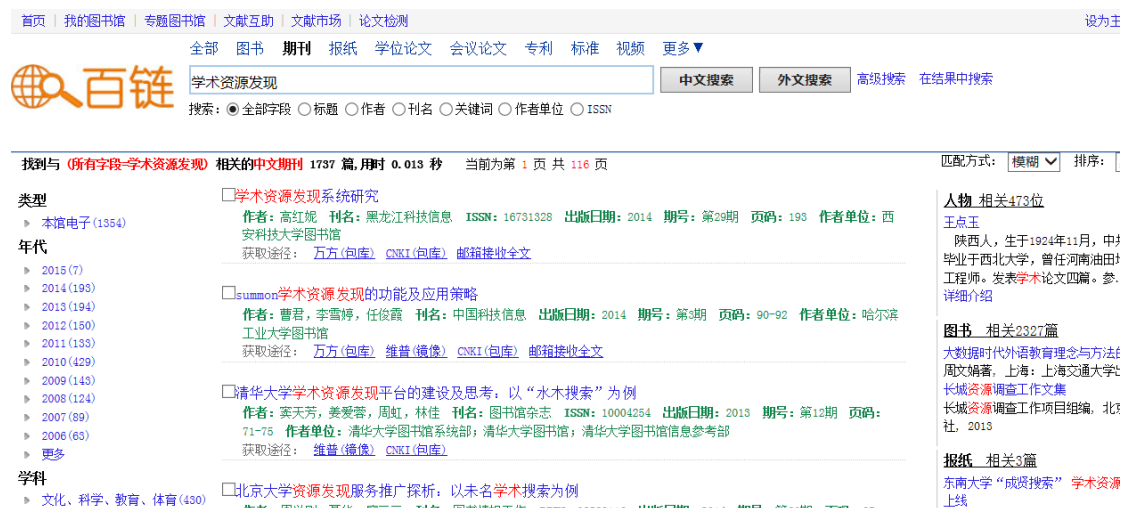 首页 | 我的图书馆 | 专题图书馆 | 文献互助 | 文献市场 | 论文检测
设为主
全部 图书 期刊 报纸 学位论文 会议论文 专利 标准 视频 更多▼
百链
学术资源发现
中文搜索 外文搜索 高级搜索 在结果中搜索
搜索: 全部字段 标题 作者 刊名 关键词 作者单位 ISSN
找到与 (所有字段=学术资源发现) 相关的中文期刊 1737 篇,用时 0.013 秒 当前为第 1 页 共 116 页
匹配方式: 模糊 排序:
类型
本馆电子(1354)
年代
2015(7)
2014(193)
2013(194)
2012(150)
2011(133)
2010(429)
2009(143)
2008(124)
2007(89)
2006(63)
更多
学科
文化、科学、教育、体育(430)
学术资源发现系统研究
作者: 高红妮 刊名: 黑龙江科技信息 ISSN: 16731328 出版日期: 2014 期号: 第29期 页码: 193 作者单位: 西
安科技大学图书馆
获取途径: 万方(包库) CNKI(包库) 邮箱接收全文
summon学术资源发现的功能及应用策略
作者: 曹君, 李雪婷, 任俊霞 刊名: 中国科技信息 出版日期: 2014 期号: 第3期 页码: 90-92 作者单位: 哈尔滨
工业大学图书馆
获取途径: 万方(包库) 维普(镜像) CNKI(包库) 邮箱接收全文
清华大学学术资源发现平台的建设及思考：以“水木搜索”为例
作者: 窦天芳, 姜爱蓉, 周虹, 林佳 刊名: 图书馆杂志 ISSN: 10004254 出版日期: 2013 期号: 第12期 页码:
71-75 作者单位: 清华大学图书馆系统部; 清华大学图书馆; 清华大学图书馆信息参考部
获取途径: 维普(镜像) CNKI(包库)
北京大学资源发现服务推广探析：以未名学术搜索为例
人物 相关473位
王点玉
陕西人，生于1924年11月，中共
毕业于西北大学，曾任河南油田
工程师。发表学术论文四篇。参.
详细介绍
图书 相关2327篇
大数据时代外语教育理念与方法的
周文娟著, 上海：上海交通大学出
长城资源调查工作文集
长城资源调查工作项目组编, 北京
社, 2013
报纸 相关3篇
东南大学“成贤搜索” 学术资源
上线